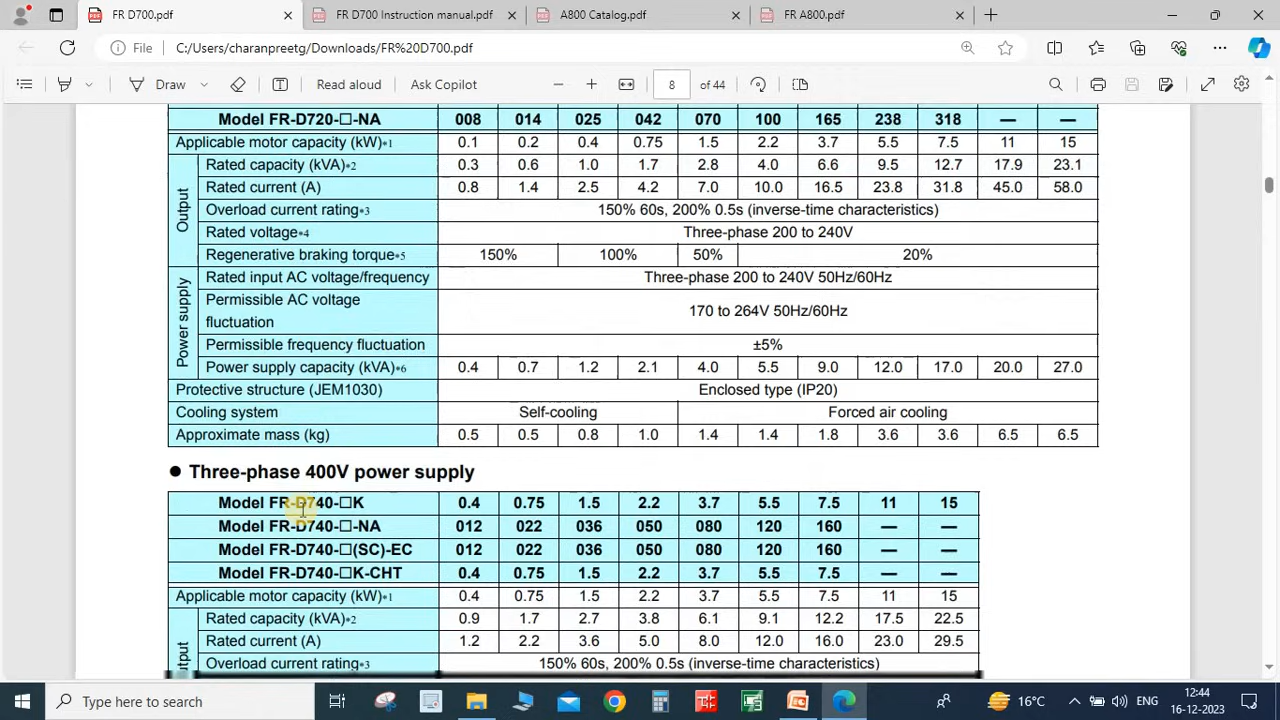 FR D700.pdf
FR D700 Instruction manual.pdf
A800 Catalog.pdf
FR A800.pdf
File C:/Users/charanpreetg/Downloads/FR%20D700.pdf
Draw Read aloud Ask Copilot 8 of 44
Model FR-D720-□-NA 008 014 025 042 070 100 165 238 318 — —
Applicable motor capacity (kW)*1 0.1 0.2 0.4 0.75 1.5 2.2 3.7 5.5 7.5 11 15
Output
Rated capacity (kVA)*2 0.3 0.6 1.0 1.7 2.8 4.0 6.6 9.5 12.7 17.9 23.1
Rated current (A) 0.8 1.4 2.5 4.2 7.0 10.0 16.5 23.8 31.8 45.0 58.0
Overload current rating*3 150% 60s, 200% 0.5s (inverse-time characteristics)
Rated voltage*4 Three-phase 200 to 240V
Regenerative braking torque*5 150% 100% 50% 20%
Power supply
Rated input AC voltage/frequency Three-phase 200 to 240V 50Hz/60Hz
Permissible AC voltage
fluctuation 170 to 264V 50Hz/60Hz
Permissible frequency fluctuation ±5%
Power supply capacity (kVA)*6 0.4 0.7 1.2 2.1 4.0 5.5 9.0 12.0 17.0 20.0 27.0
Protective structure (JEM1030) Enclosed type (IP20)
Cooling system Self-cooling Forced air cooling
Approximate mass (kg) 0.5 0.5 0.8 1.0 1.4 1.4 1.8 3.6 3.6 6.5 6.5
● Three-phase 400V power supply
Model FR-D740-□K 0.4 0.75 1.5 2.2 3.7 5.5 7.5 11 15
Model FR-D740-□-NA 012 022 036 050 080 120 160 — —
Model FR-D740-□(SC)-EC 012 022 036 050 080 120 160 — —
Model FR-D740-□K-CHT 0.4 0.75 1.5 2.2 3.7 5.5 7.5 — —
Applicable motor capacity (kW)*1 0.4 0.75 1.5 2.2 3.7 5.5 7.5 11 15
Rated capacity (kVA)*2 0.9 1.7 2.7 3.8 6.1 9.1 12.2 17.5 22.5
Rated current (A) 1.2 2.2 3.6 5.0 8.0 12.0 16.0 23.0 29.5
Overload current rating*3 150% 60s, 200% 0.5s (inverse-time characteristics)
Type here to search
16°C
ENG
12:44
16-12-2023